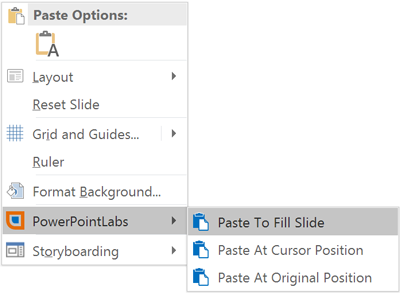 Paste Options:
A
Layout
Reset Slide
Grid and Guides...
Ruler
Format Background...
PowerPointLabs
Storyboarding
Paste To Fill Slide
Paste At Cursor Position
Paste At Original Position